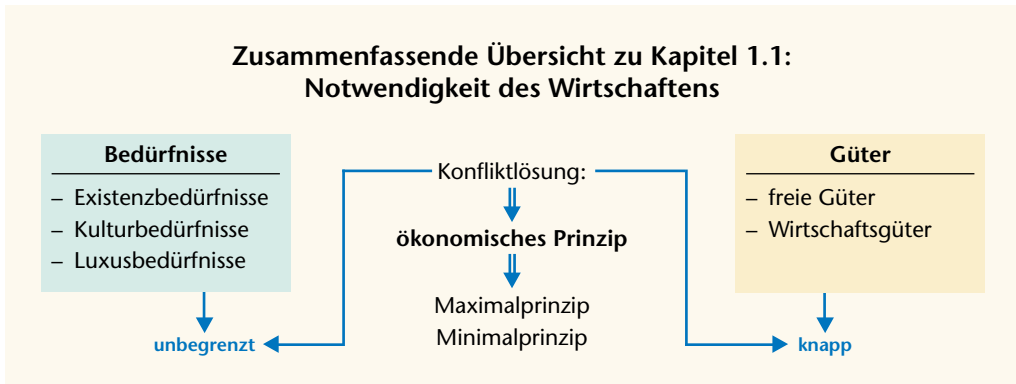 Zusammenfassende Übersicht zu Kapitel 1.1:
Notwendigkeit des Wirtschaftens
Bedürfnisse
– Existenzbedürfnisse
– Kulturbedürfnisse
– Luxusbedürfnisse
unbegrenzt
Konfliktlösung:
ökonomisches Prinzip
Maximalprinzip
Minimalprinzip
Güter
– freie Güter
– Wirtschaftsgüter
knapp